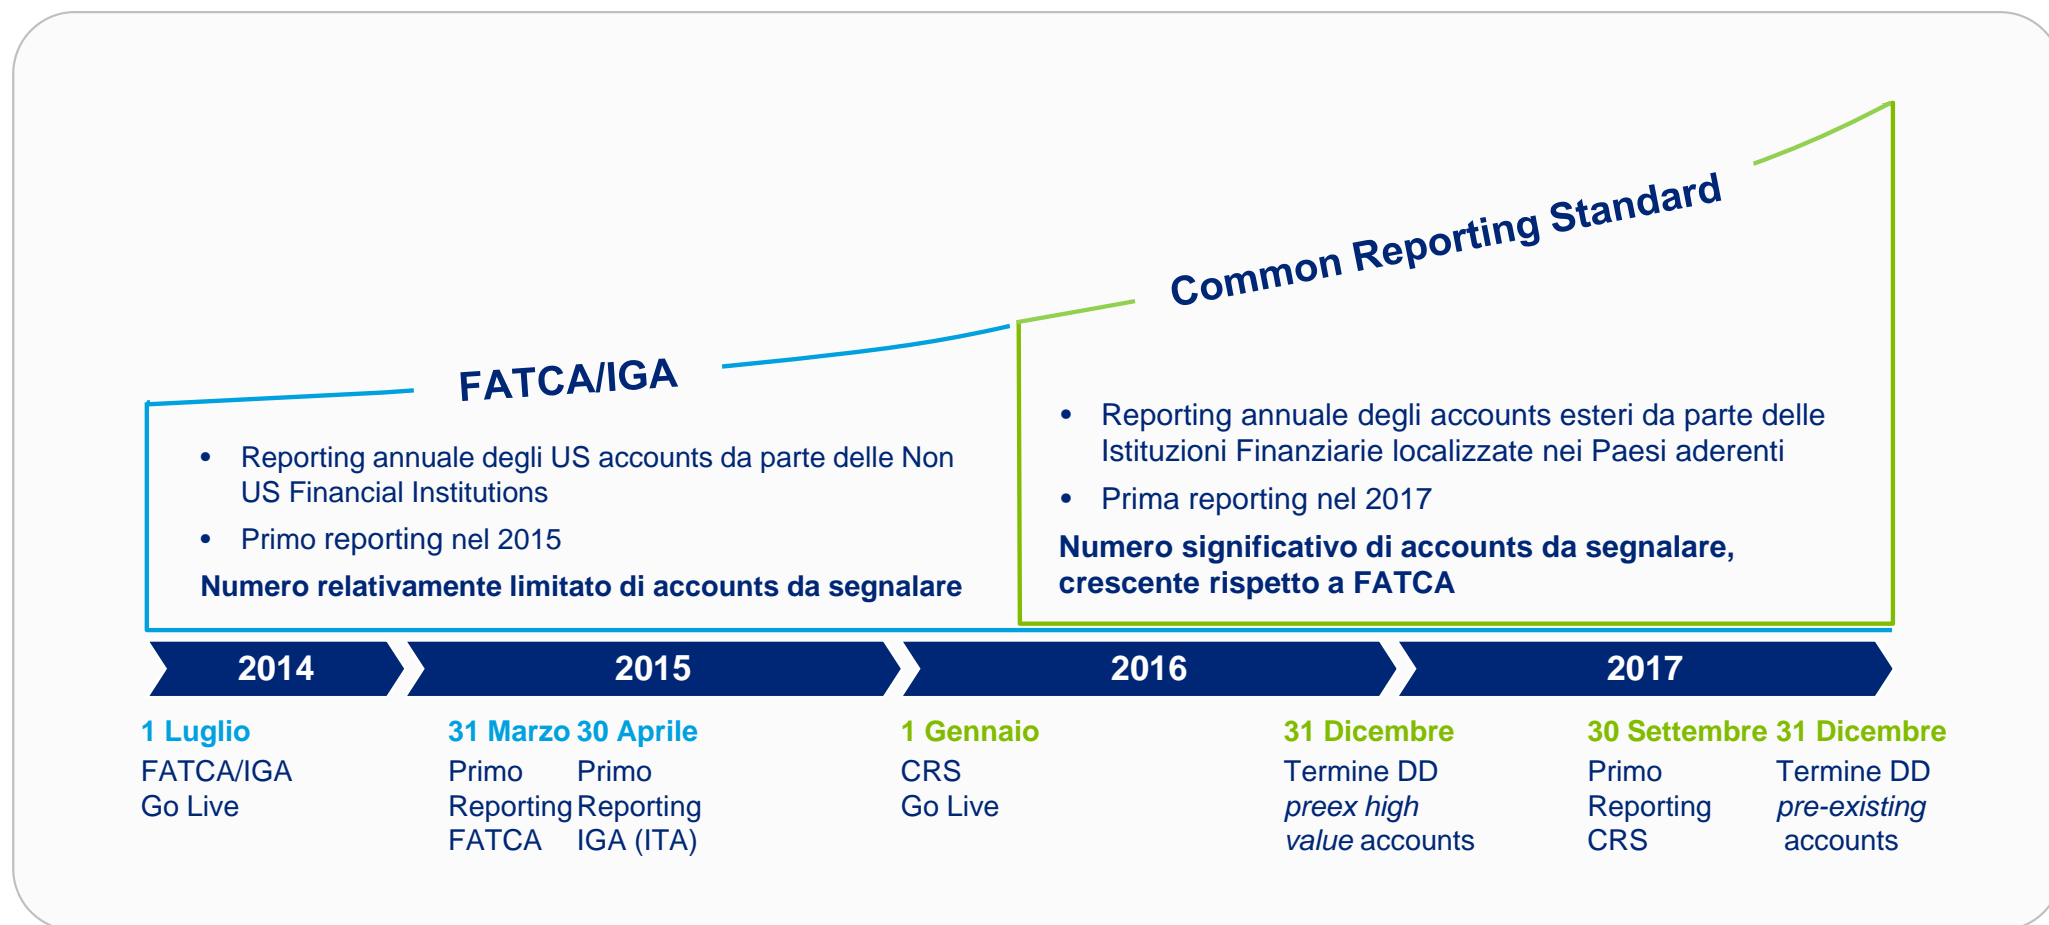 Common Reporting Standard
FATCA/IGA
• Reporting annuale degli US accounts da parte delle Non
US Financial Institutions
• Primo reporting nel 2015
Numero relativamente limitato di accounts da segnalare
• Reporting annuale degli accounts esteri da parte delle
Istituzioni Finanziarie localizzate nei Paesi aderenti
• Prima reporting nel 2017
Numero significativo di accounts da segnalare,
crescente rispetto a FATCA
2014
2015
2016
2017
1 Luglio
FATCA/IGA
Go Live
31 Marzo
Primo
Reporting
FATCA
30 Aprile
Primo
Reporting
IGA (ITA)
1 Gennaio
CRS
Go Live
31 Dicembre
Termine DD
preex high
value accounts
30 Settembre
Primo
Reporting
CRS
31 Dicembre
Termine DD
pre-existing
accounts